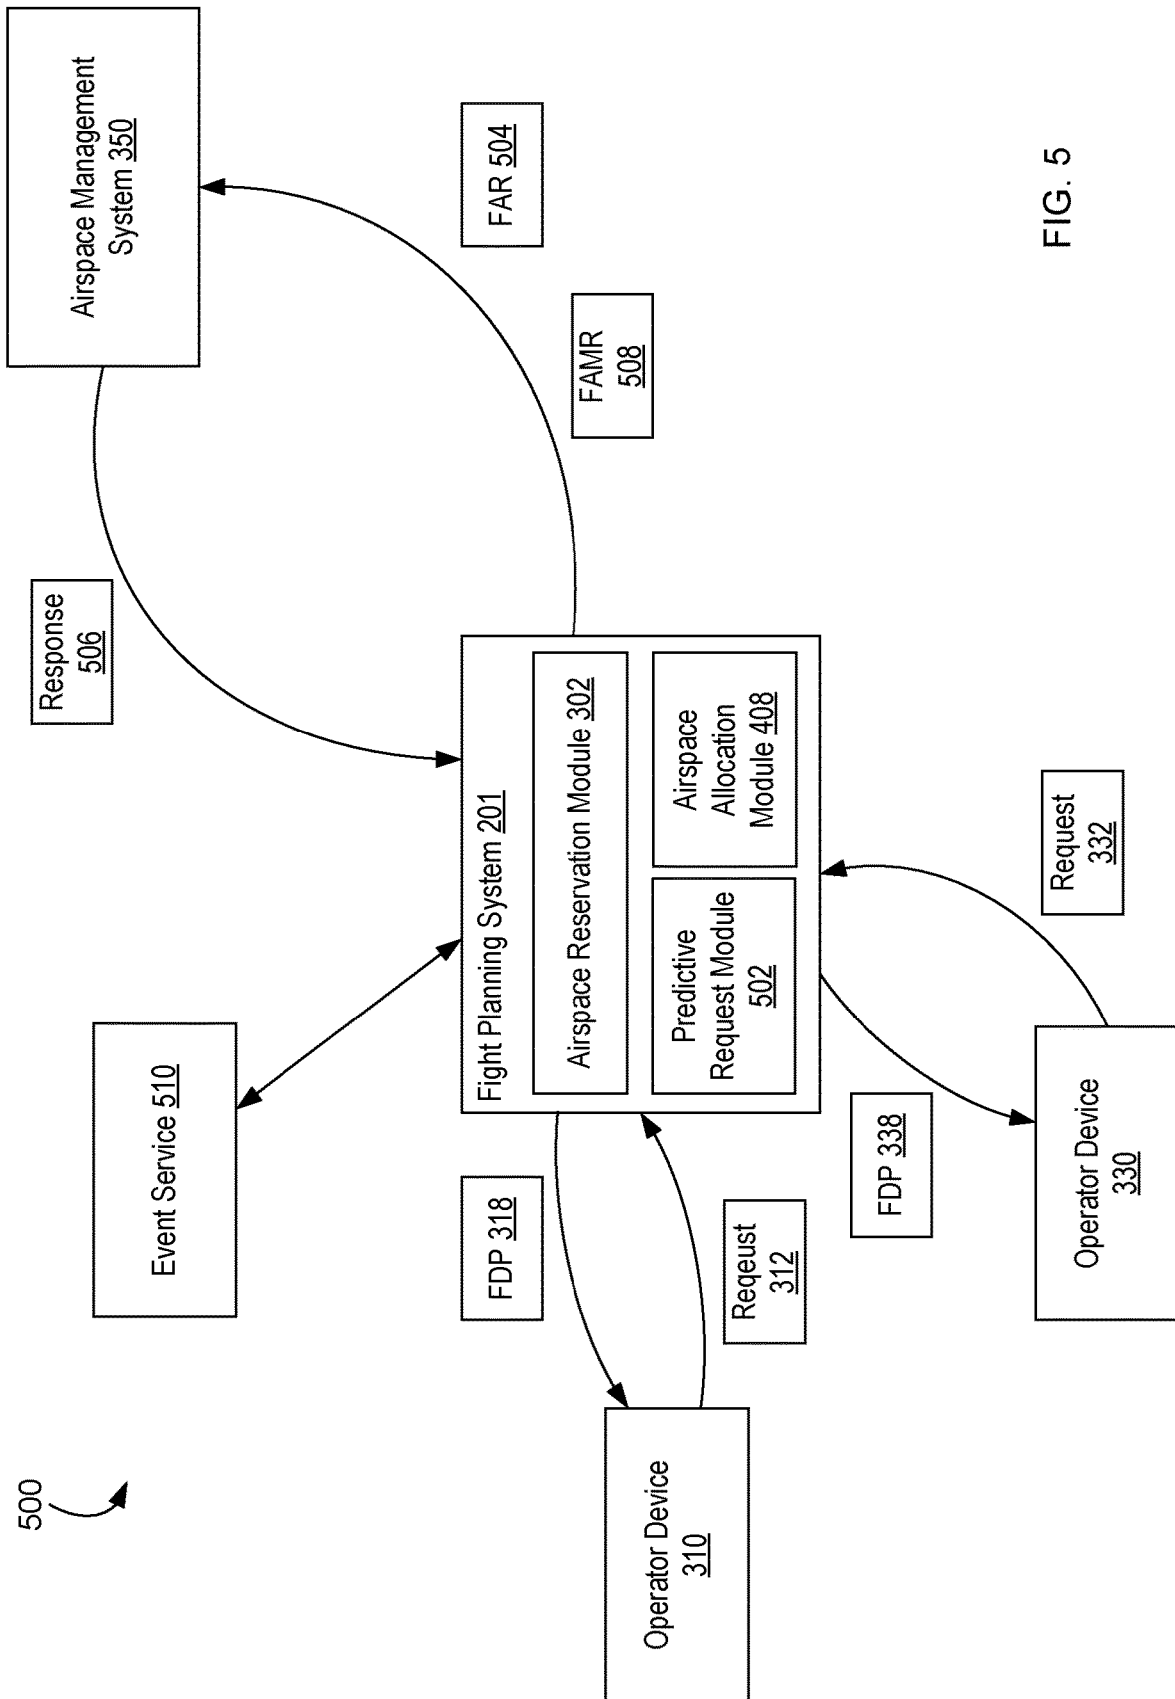 500
Event Service 510
Response
506
Airspace Management
System 350
FAR 504
FAMR
508
Fight Planning System 201
Airspace Reservation Module 302
Predictive
Request Module
502
Airspace
Allocation
Module 408
FDP 318
Reqeust
312
Operator Device
310
FDP 338
Request
332
Operator Device
330
FIG. 5